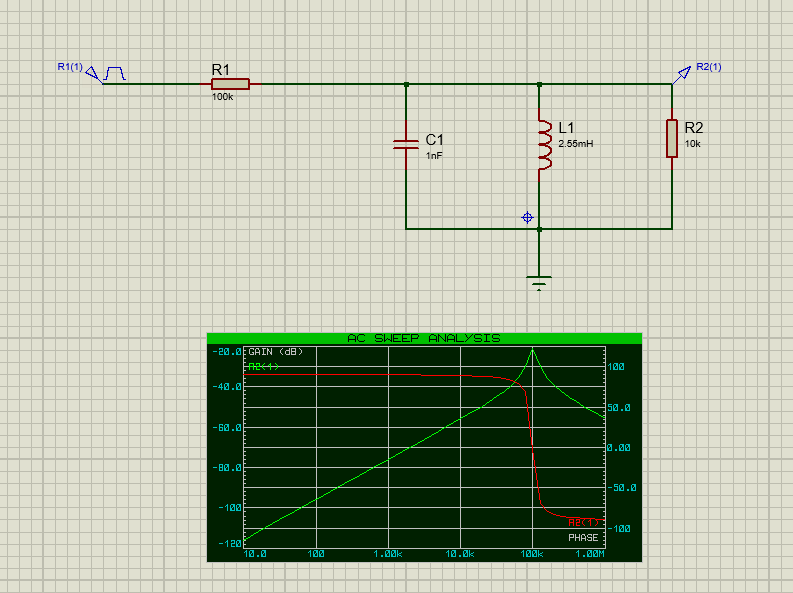 R1(1)
R1
100k
C1
1nF
L1
2.55mH
R2(1)
R2
10k
AC SWEEP ANALYSIS
GAIN (dB)
R2(1)
-20.0
-40.0
-60.0
-80.0
-100
-120
100
50.0
0.00
-50.0
-100
R2(1)
PHASE
10.0 100 1.00k 10.0k 100k 1.00M